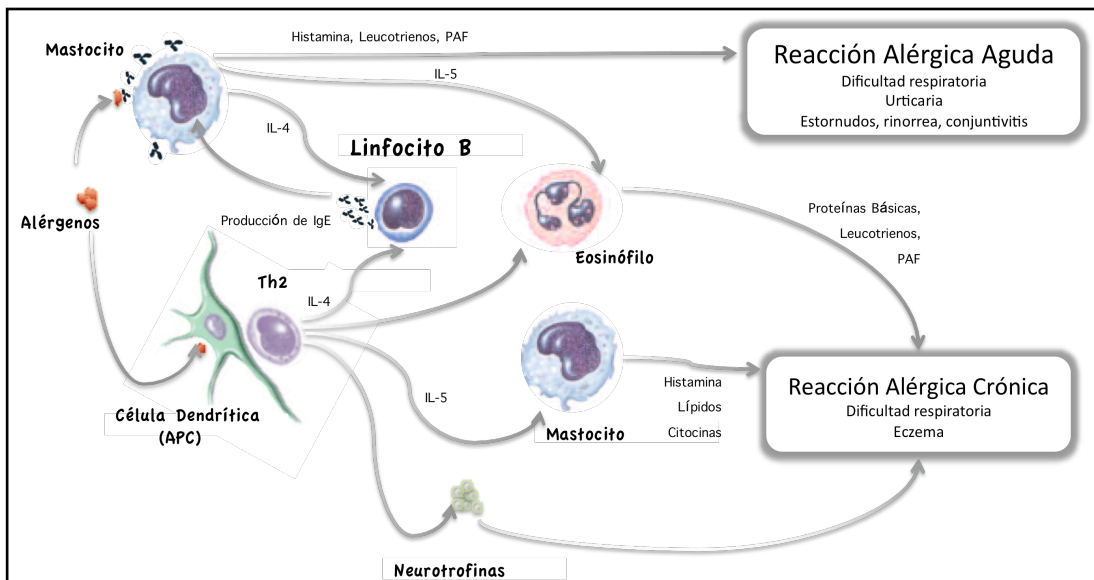 Mastocito
Histamina, Leucotrienos, PAF
IL-5
Reacción Alérgica Aguda
Dificultad respiratoria
Urticaria
Estornudos, rinorrea, conjuntivitis
IL-4
Linfocito B
Alérgenos
Producción de IgE
Eosinófilo
Proteínas Básicas,
Leucotrienos,
PAF
Th2
IL-4
IL-5
Célula Dendrítica
(APC)
Mastocito
Histamina
Lípidos
Citocinas
Reacción Alérgica Crónica
Dificultad respiratoria
Eczema
Neurotrofinas